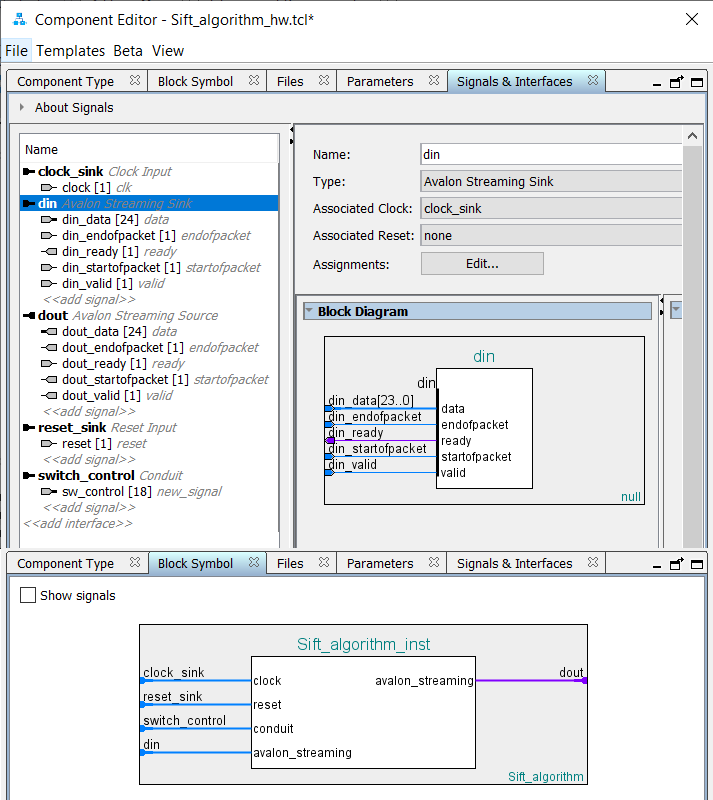 Component Editor - Sift_algorithm_hw.tcl*
File Templates Beta View
Component Type Block Symbol Files Parameters Signals & Interfaces
About Signals
Name
clock_sink Clock Input
clock [1] clk
din Avalon Streaming Sink
din_data [24] data
din_endofpacket [1] endofpacket
din_ready [1] ready
din_startofpacket [1] startofpacket
din_valid [1] valid
<<add signal>>
dout Avalon Streaming Source
dout_data [24] data
dout_endofpacket [1] endofpacket
dout_ready [1] ready
dout_startofpacket [1] startofpacket
dout_valid [1] valid
<<add signal>>
reset_sink Reset Input
reset [1] reset
<<add signal>>
switch_control Conduit
sw_control [18] new_signal
<<add signal>>
<<add interface>>
Name: din
Type: Avalon Streaming Sink
Associated Clock: clock_sink
Associated Reset: none
Assignments: Edit...
Block Diagram
din
din
din_data[23..0] data
din_endofpacket endofpacket
din_ready ready
din_startofpacket startofpacket
din_valid valid
null
Component Type Block Symbol Files Parameters Signals & Interfaces
Show signals
Sift_algorithm_inst
clock_sink clock avalon_streaming dout
reset_sink reset
switch_control conduit
din avalon_streaming
Sift_algorithm